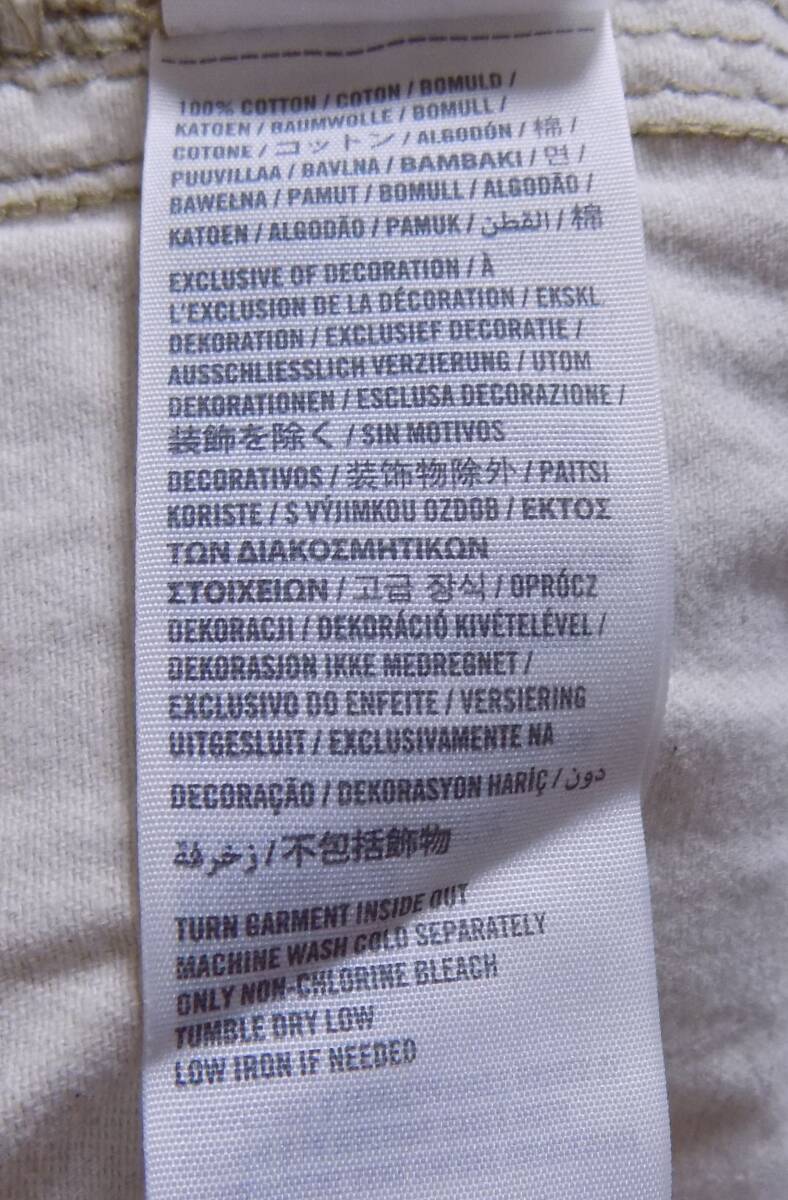 100% COTTON / COTON / BOMULD /
KATOEN / BAUMWOLLE / BOMULL /
COTONE / コットン / ALGODÓN / 棉 /
PUUVILLAA / BAVLNA / BAMBAKI / 면 /
BAWEŁNA / PAMUT / BOMULL / ALGODÃO /
KATOEN / ALGODÃO / PAMUK / القطن / 棉
EXCLUSIVE OF DECORATION / À
L'EXCLUSION DE LA DÉCORATION / EKSKL.
DEKORATION / EXCLUSIEF DECORATIE /
AUSSCHLIESSLICH VERZIERUNG / UTOM
DEKORATIONEN / ESCLUSA DECORAZIONE /
装飾を除く / SIN MOTIVOS
DECORATIVOS / 装饰物除外 / PAITSI
KORISTE / S VÝJIMKOU OZDOB / ΕΚΤΟΣ
ΤΩΝ ΔΙΑΚΟΣΜΗΤΙΚΩΝ
ΣΤΟΙΧΕΙΩΝ / 고급 장식 / OPRÓCZ
DEKORACJI / DEKORÁCIÓ KIVÉTELÉVEL /
DEKORASJON IKKE MEDREGNET /
EXCLUSIVO DO ENFEITE / VERSIERING
UITGESLUIT / EXCLUSIVAMENTE NA
DECORAÇÃO / DEKORASYON HARİÇ / دون
زخرفة / 不包括飾物
TURN GARMENT INSIDE OUT
MACHINE WASH COLD SEPARATELY
ONLY NON-CHLORINE BLEACH
TUMBLE DRY LOW
LOW IRON IF NEEDED